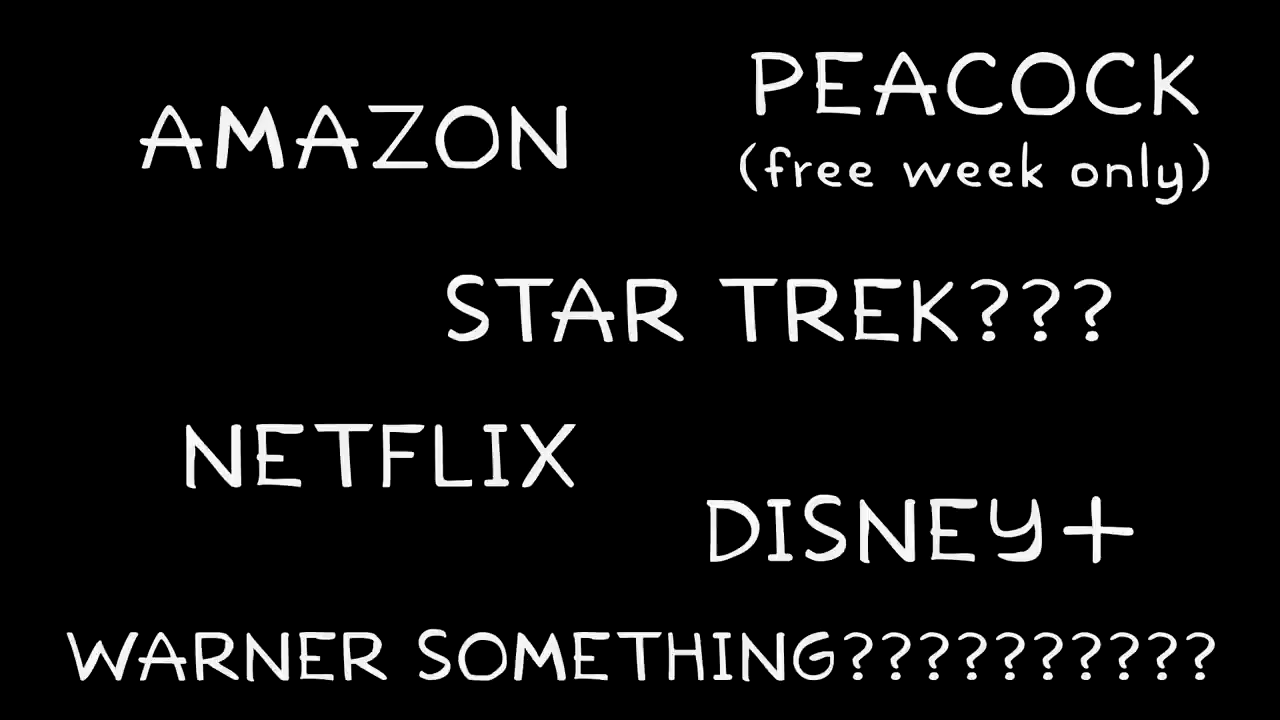 AMAZON
PEACOCK
(free week only)
STAR TREK???
NETFLIX
DISNEY+
WARNER SOMETHING??????????